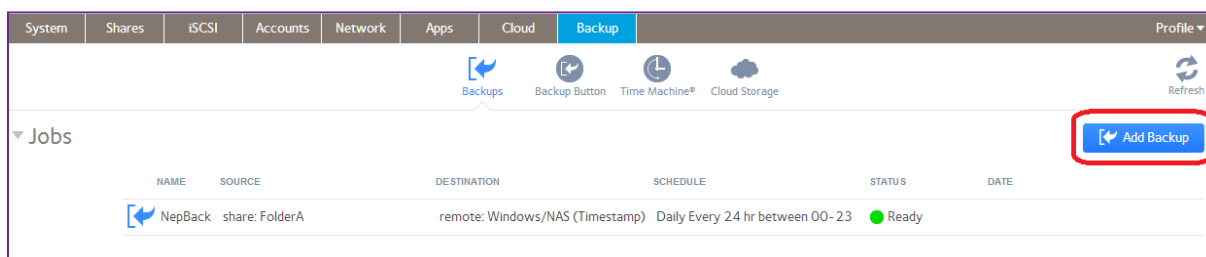 System Shares iSCSI Accounts Network Apps Cloud Backup Profile
Backups Backup Button Time Machine® Cloud Storage Refresh
Jobs Add Backup
NAME SOURCE DESTINATION SCHEDULE STATUS DATE
NepBack share: FolderA remote: Windows/NAS (Timestamp) Daily Every 24 hr between 00-23 Ready